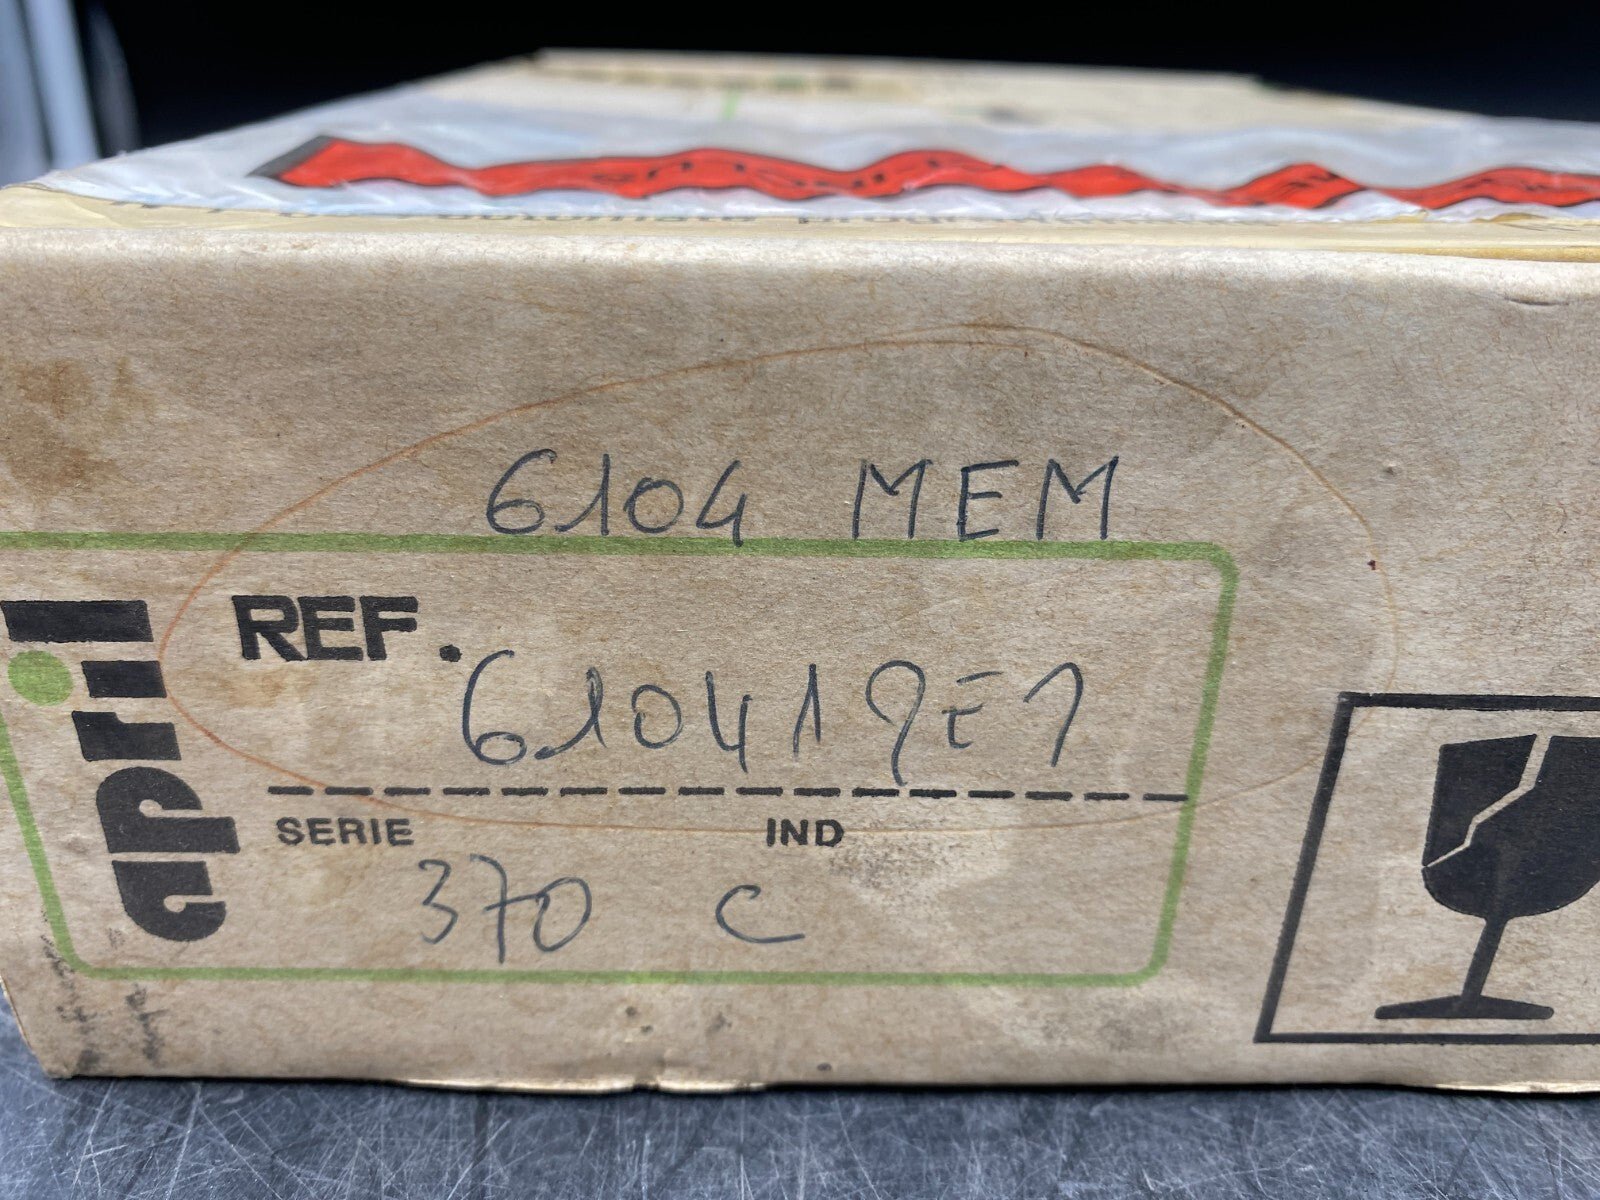 6104 MEM
april
REF.
610419E1
SERIE IND
370 C